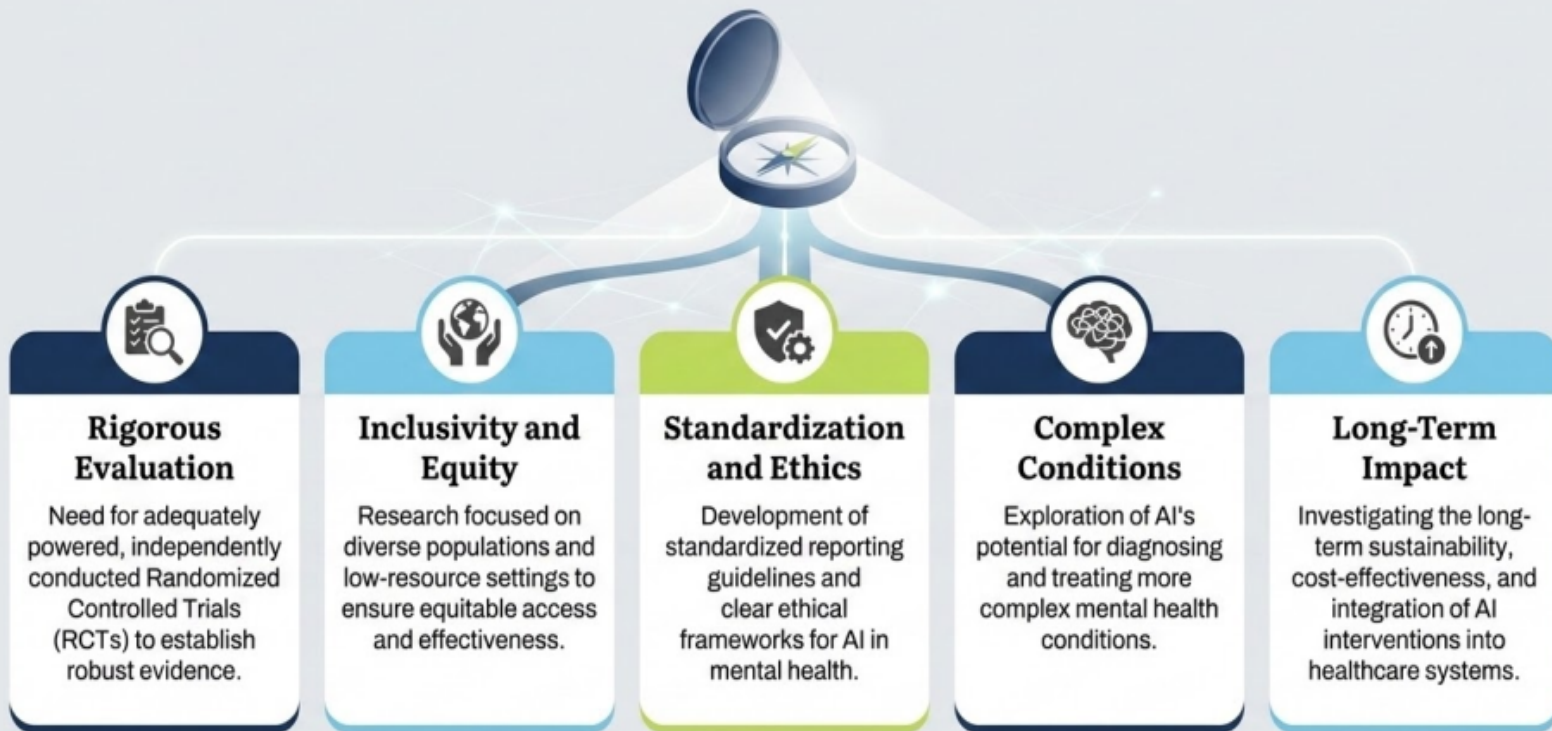 Rigorous
Evaluation
Need for adequately
powered, independently
conducted Randomized
Controlled Trials
(RCTs) to establish
robust evidence.
Inclusivity and
Equity
Research focused on
diverse populations and
low-resource settings to
ensure equitable access
and effectiveness.
Standardization
and Ethics
Development of
standardized reporting
guidelines and
clear ethical
frameworks for AI in
mental health.
Complex
Conditions
Exploration of AI's
potential for diagnosing
and treating more
complex mental health
conditions.
Long-Term
Impact
Investigating the long-
term sustainability,
cost-effectiveness, and
integration of AI
interventions into
healthcare systems.